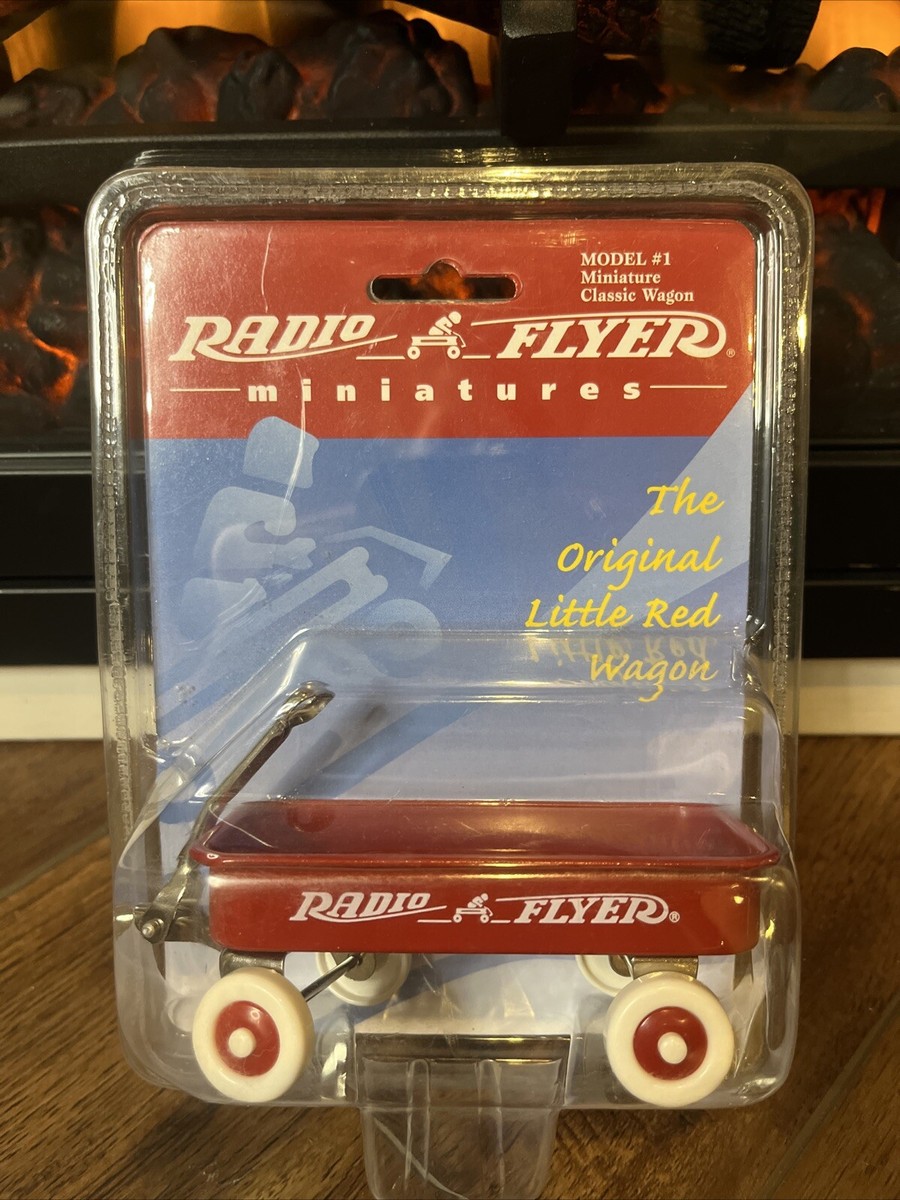 MODEL #1
Miniature
Classic Wagon
RADIO FLYER®
miniatures
The
Original
Little Red
Wagon
RADIO FLYER®